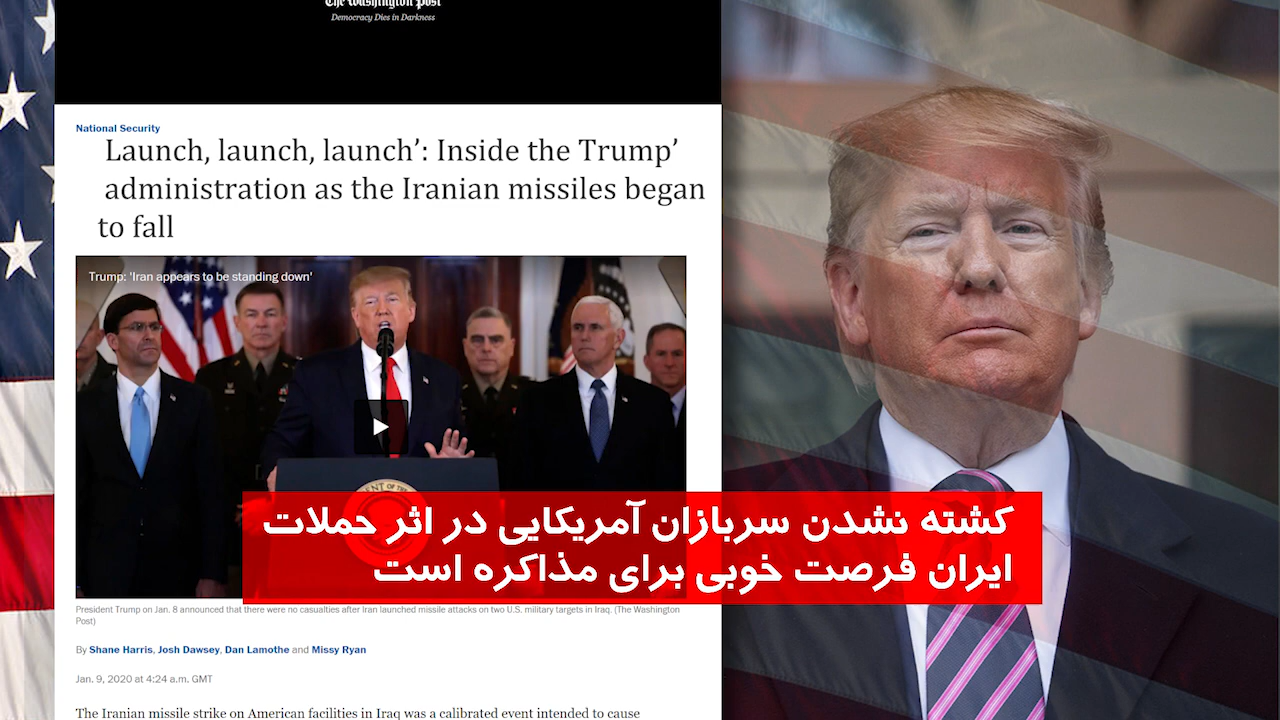 The Washington Post
Democracy Dies in Darkness
National Security
Launch, launch, launch’: Inside the Trump’
administration as the Iranian missiles began
to fall
Trump: 'Iran appears to be standing down'
کشته نشدن سربازان آمریکایی در اثر حملات
ایران فرصت خوبی برای مذاکره است
President Trump on Jan. 8 announced that there were no casualties after Iran launched missile attacks on two U.S. military targets in Iraq. (The Washington
Post)
By Shane Harris, Josh Dawsey, Dan Lamothe and Missy Ryan
Jan. 9, 2020 at 4:24 a.m. GMT
The Iranian missile strike on American facilities in Iraq was a calibrated event intended to cause